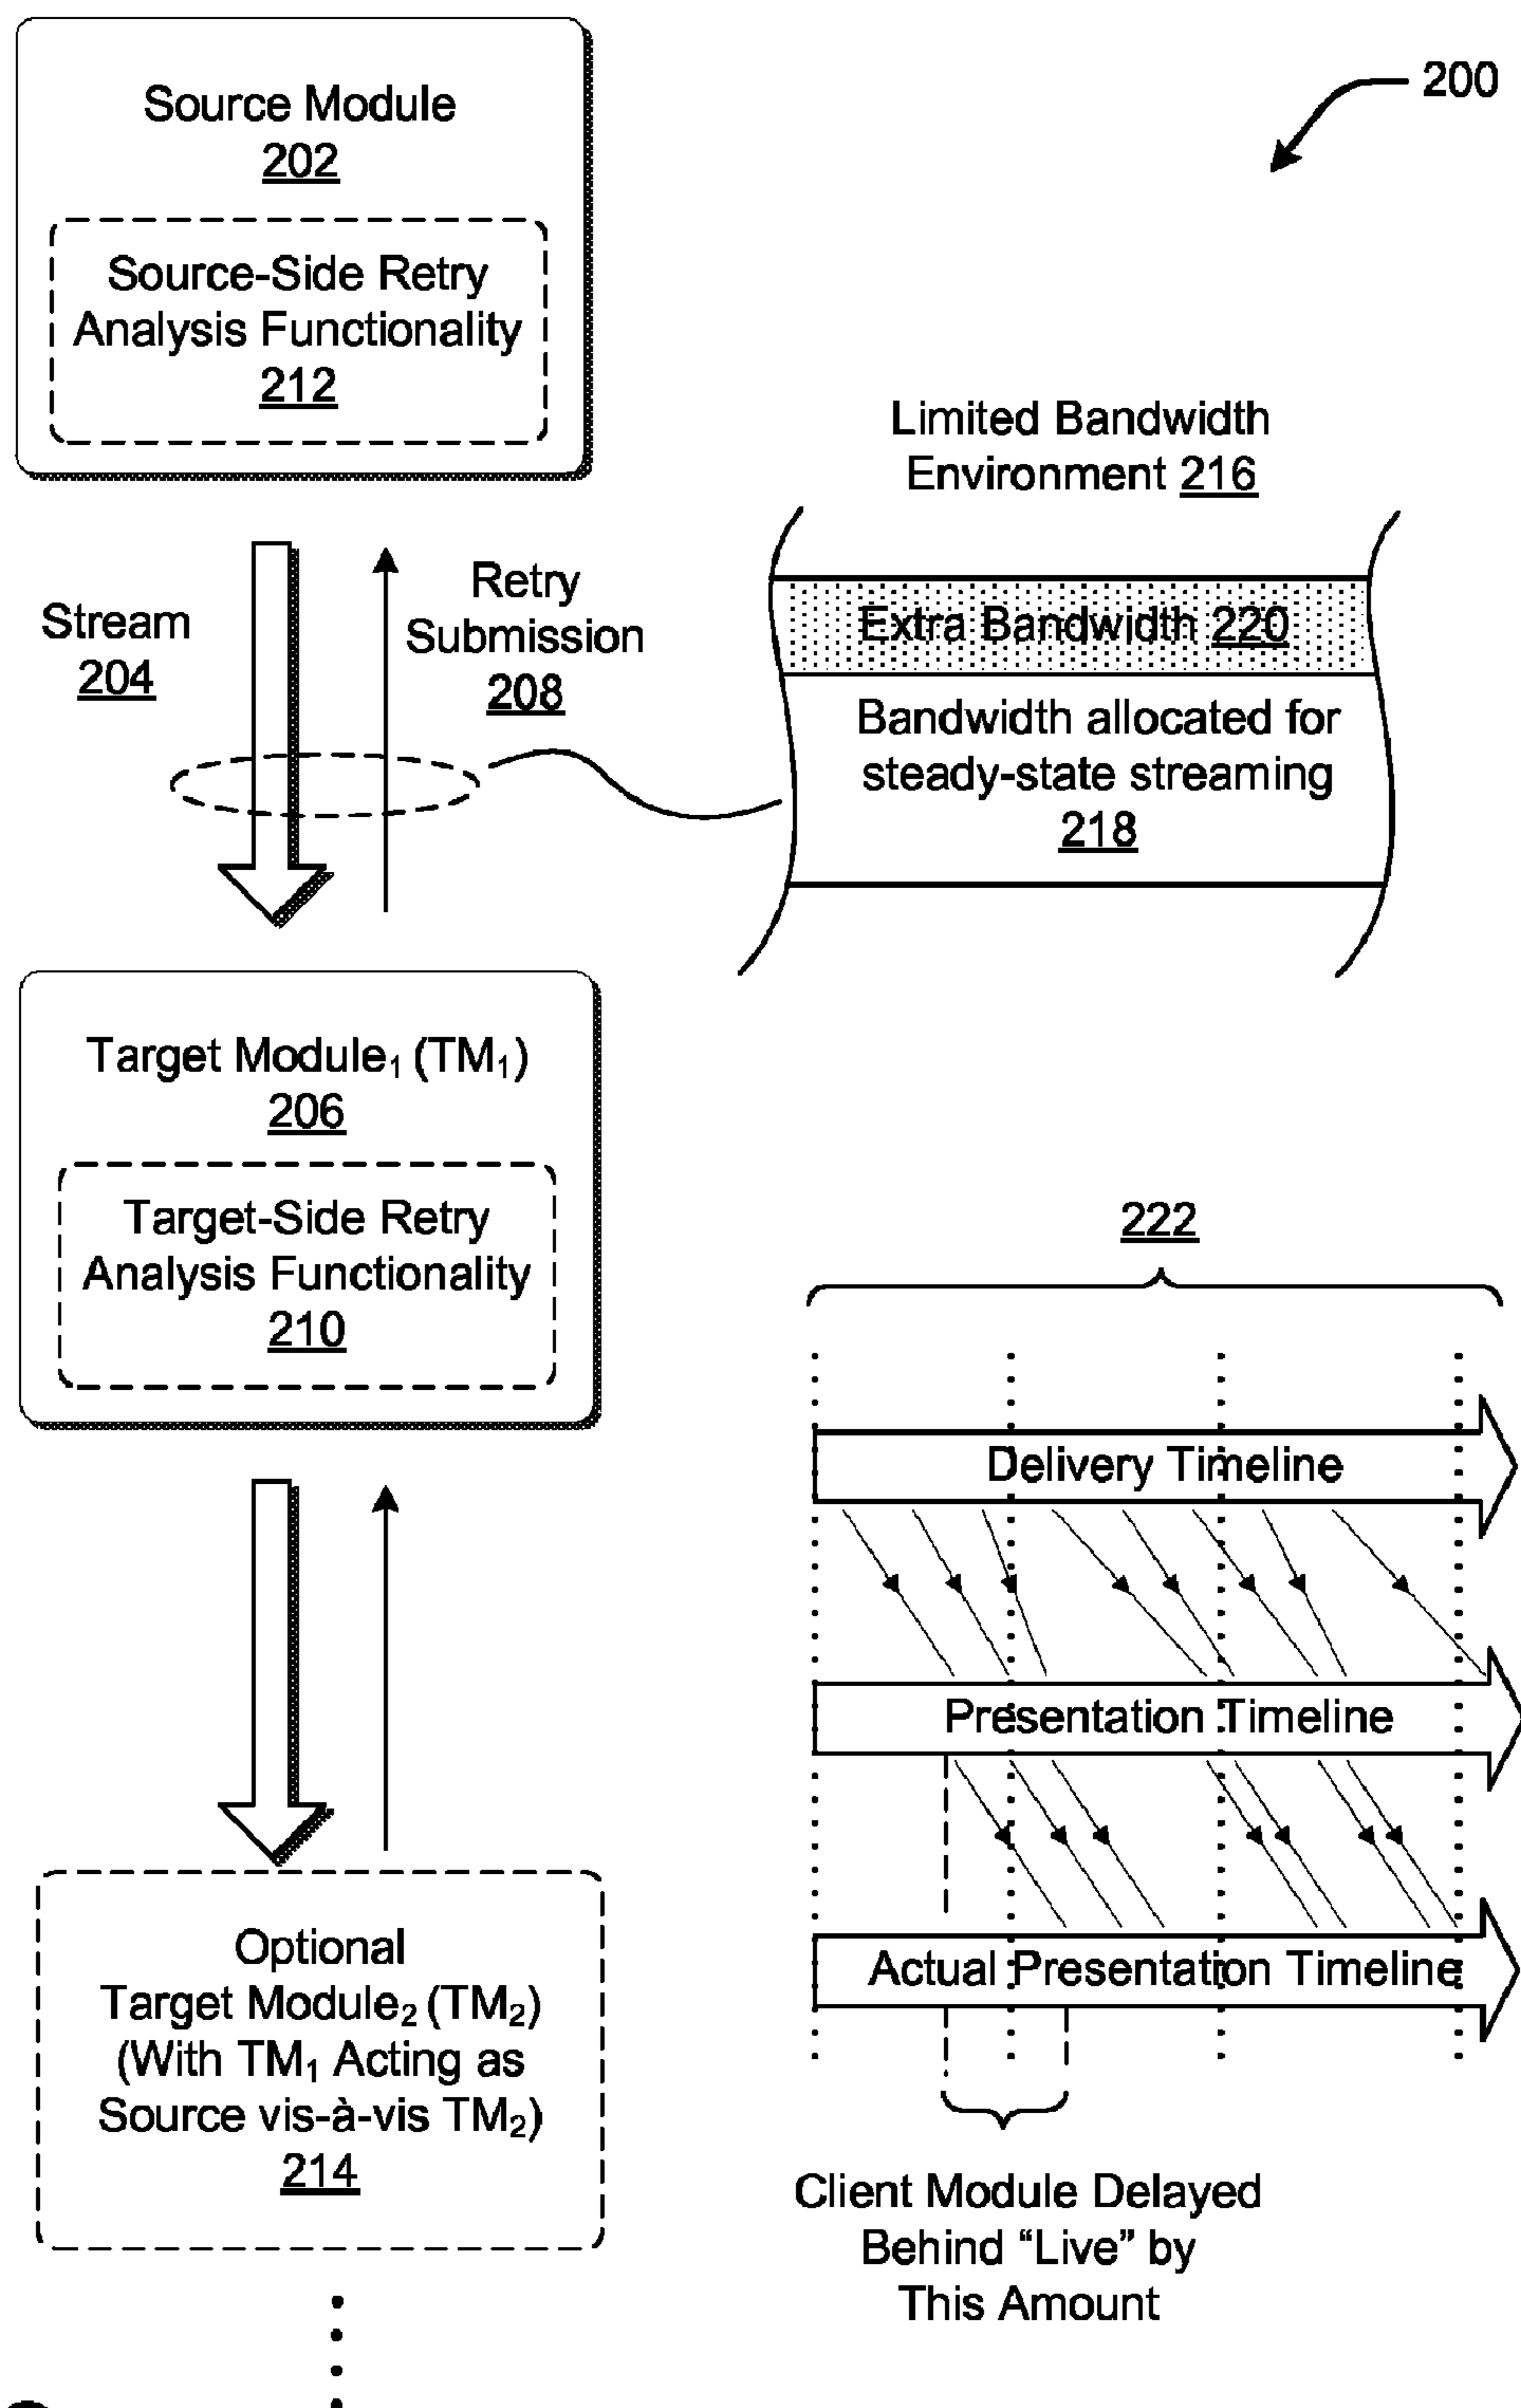 200
Source Module
202
Source-Side Retry
Analysis Functionality
212
Stream
204
Retry
Submission
208
Limited Bandwidth
Environment 216
Extra Bandwidth 220
Bandwidth allocated for
steady-state streaming
218
Target Module₁ (TM₁)
206
Target-Side Retry
Analysis Functionality
210
222
Delivery Timeline
Presentation Timeline
Actual Presentation Timeline
Optional
Target Module₂ (TM₂)
(With TM₁ Acting as
Source vis-à-vis TM₂)
214
Client Module Delayed
Behind “Live” by
This Amount